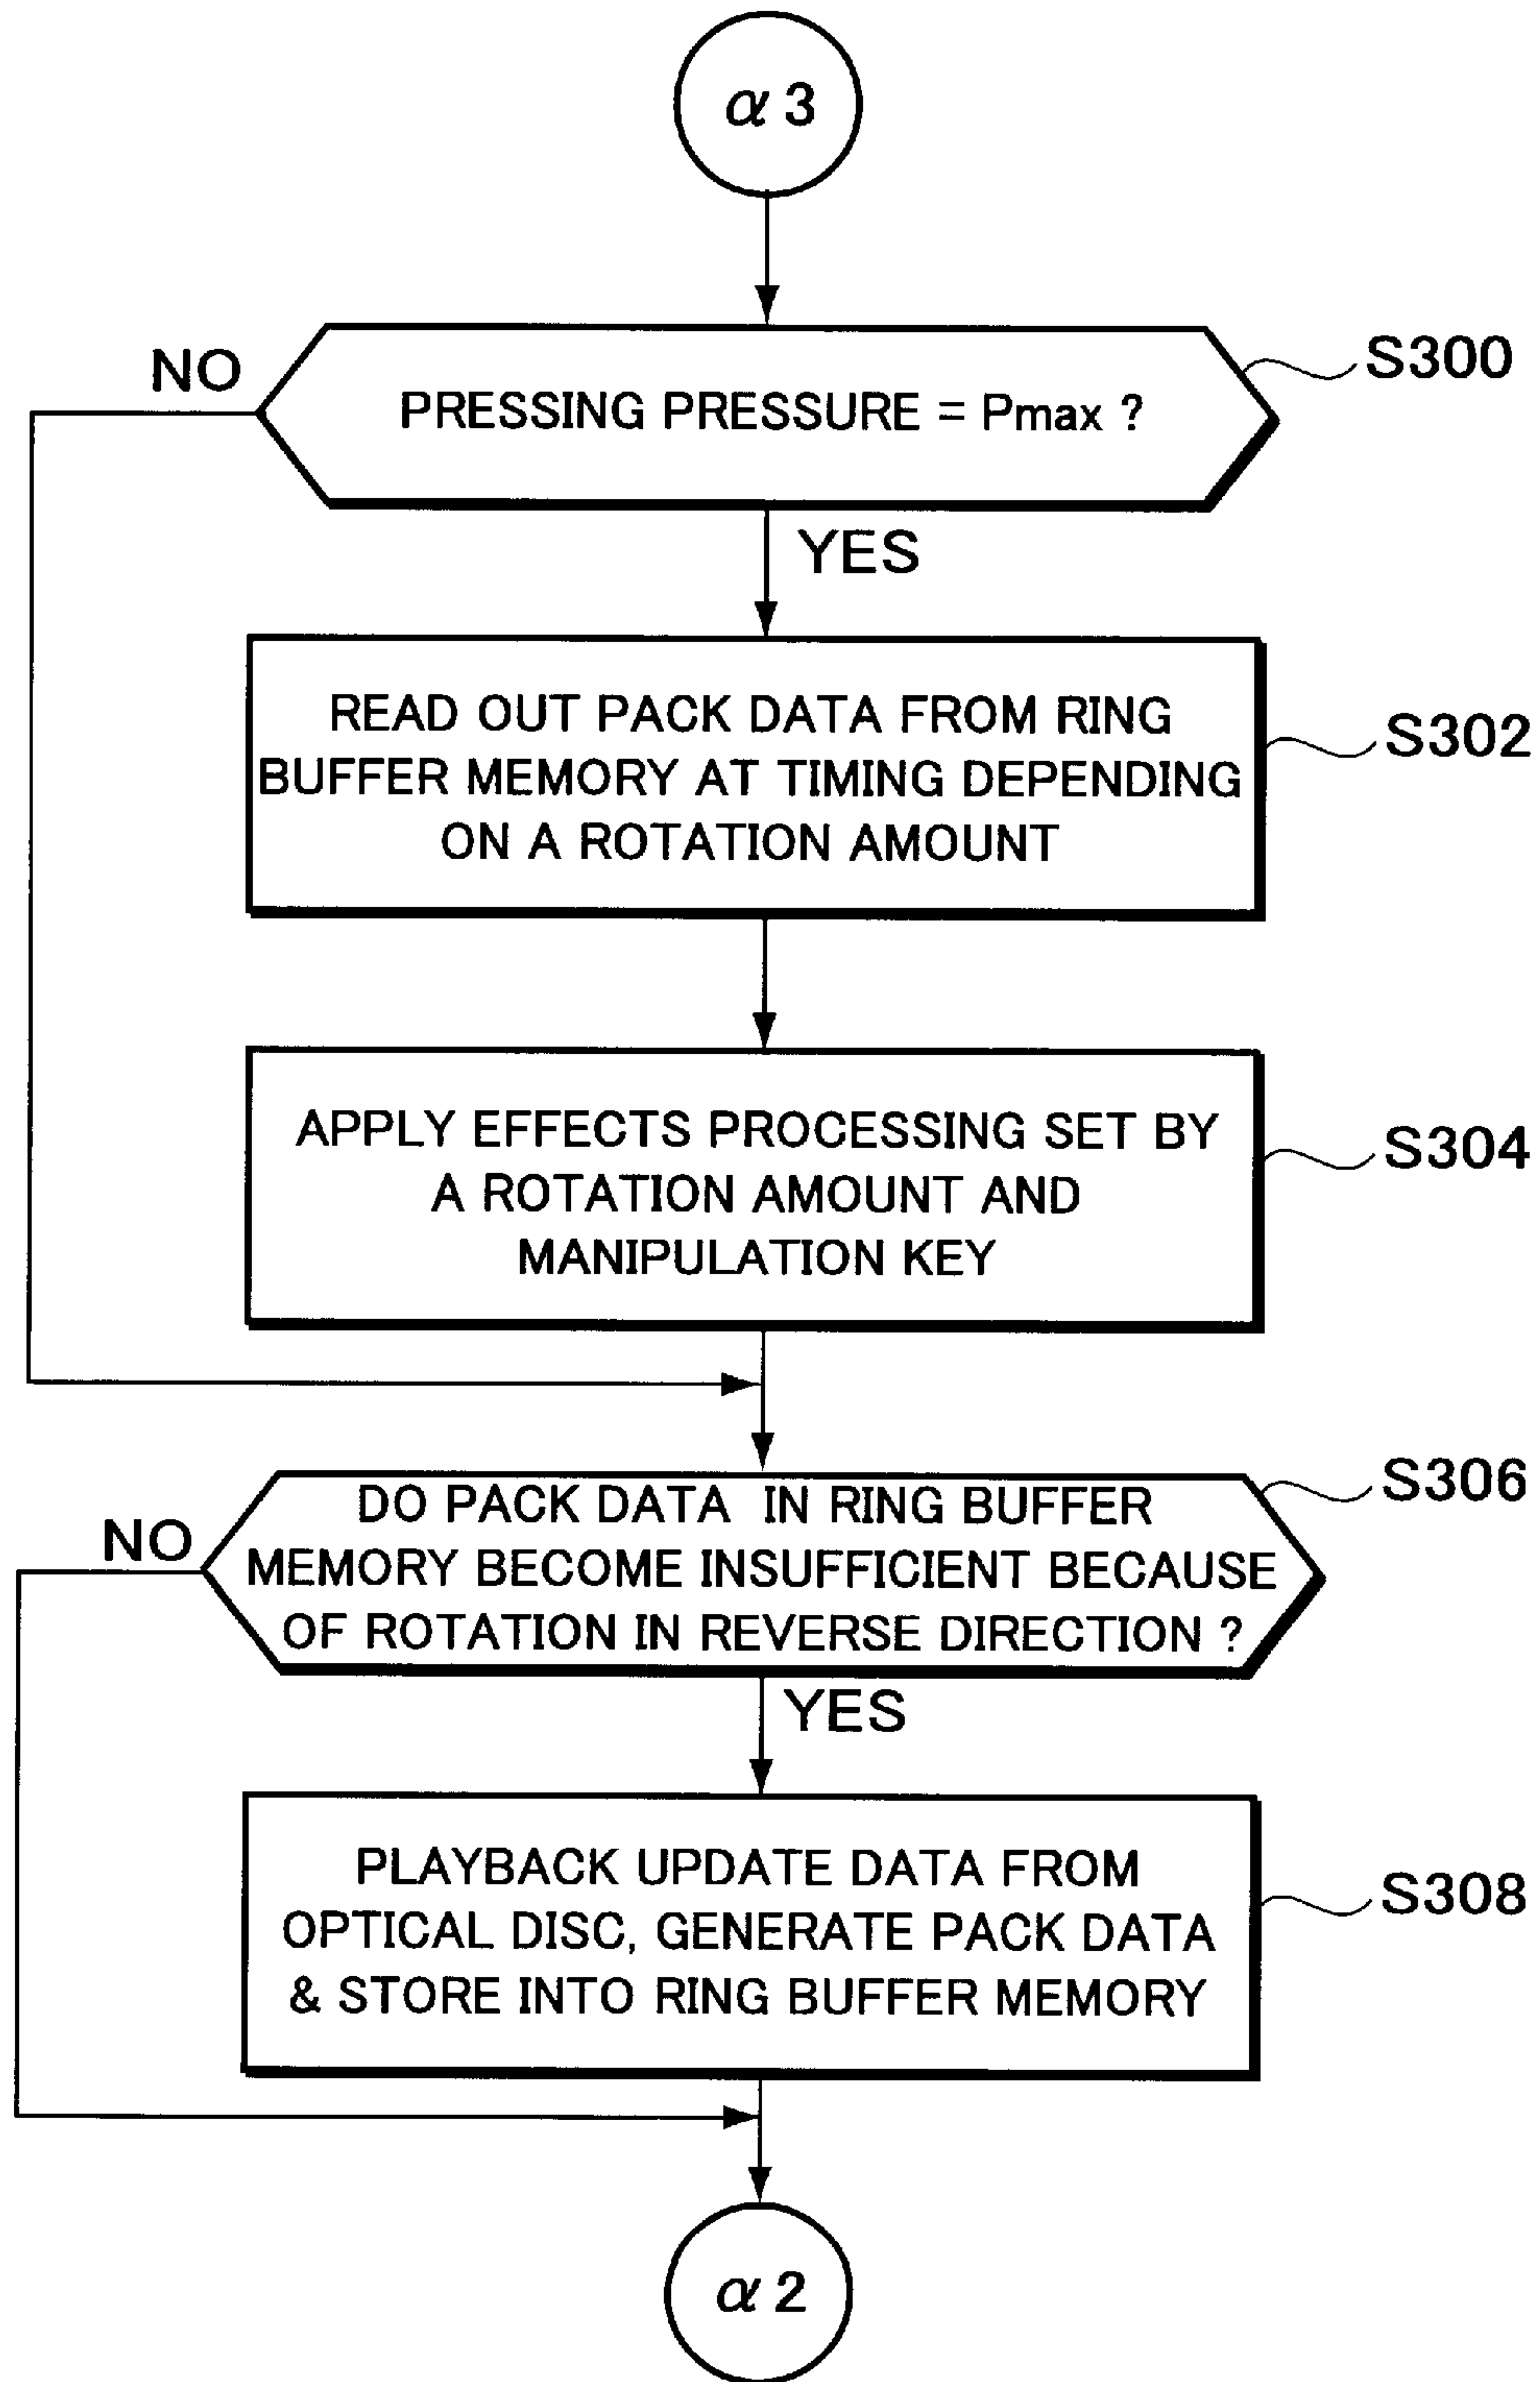 α3
NO
S300
PRESSING PRESSURE = Pmax ?
YES
READ OUT PACK DATA FROM RING
BUFFER MEMORY AT TIMING DEPENDING
ON A ROTATION AMOUNT
S302
APPLY EFFECTS PROCESSING SET BY
A ROTATION AMOUNT AND
MANIPULATION KEY
S304
NO
DO PACK DATA IN RING BUFFER
MEMORY BECOME INSUFFICIENT BECAUSE
OF ROTATION IN REVERSE DIRECTION ?
S306
YES
PLAYBACK UPDATE DATA FROM
OPTICAL DISC, GENERATE PACK DATA
& STORE INTO RING BUFFER MEMORY
S308
α2